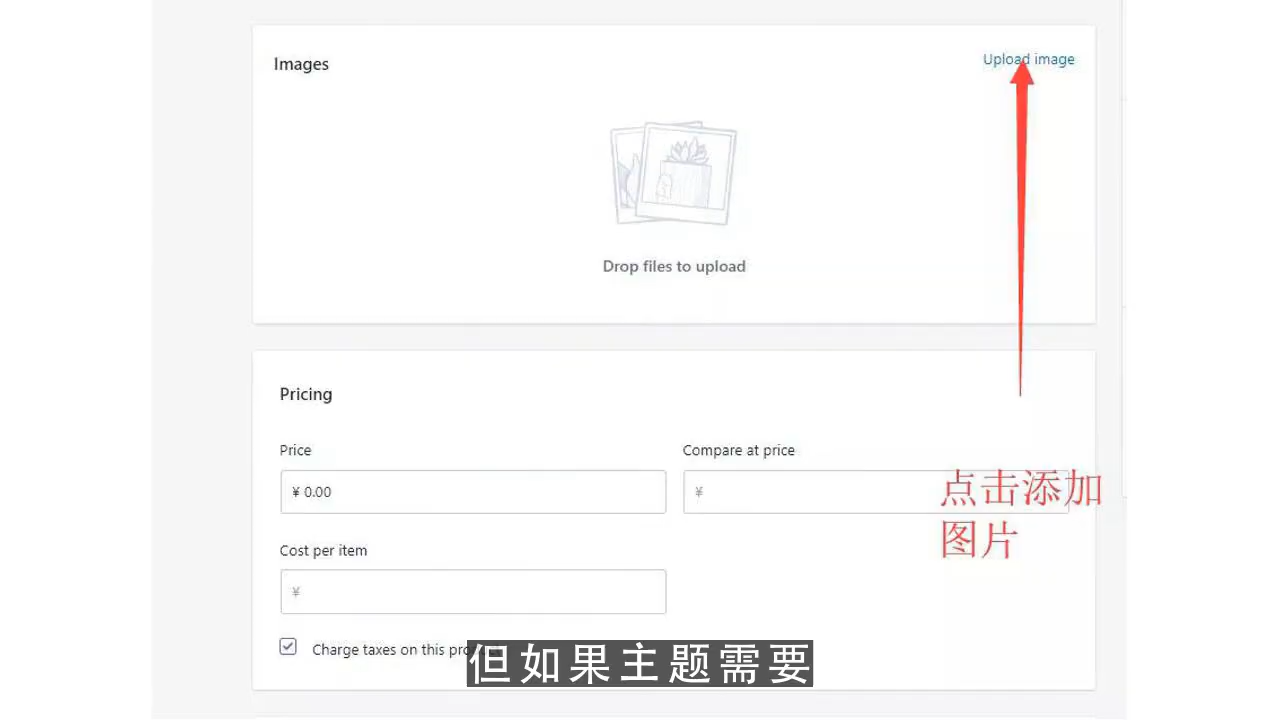 Images
Upload image
Drop files to upload
Pricing
Price
Compare at price
¥ 0.00
¥
点击添加
图片
Cost per item
¥
Charge taxes on this
但如果主题需要